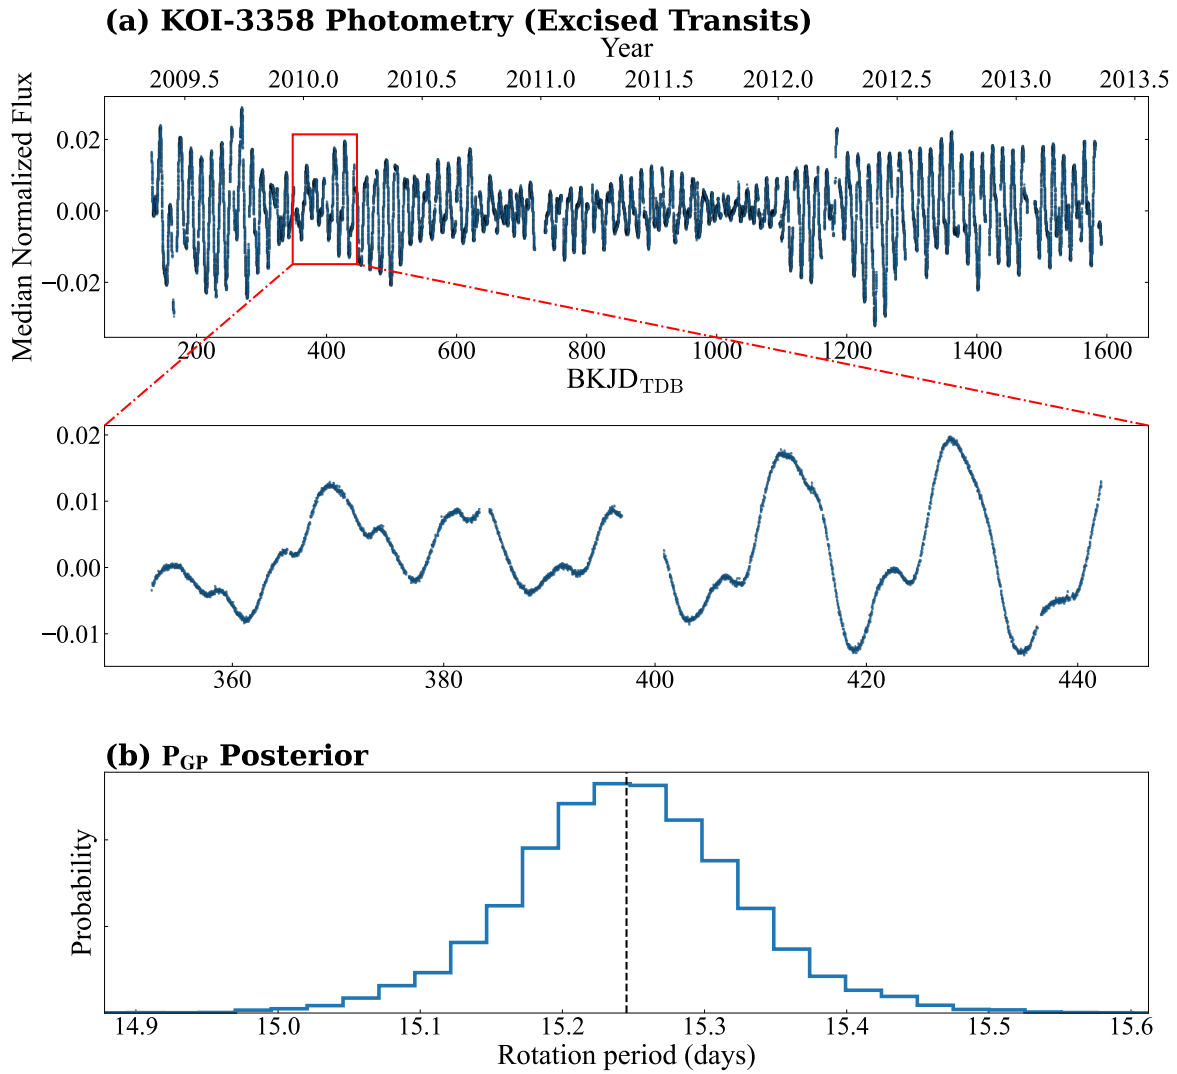 (a) KOI-3358 Photometry (Excised Transits)
Year
2009.5 2010.0 2010.5 2011.0 2011.5 2012.0 2012.5 2013.0 2013.5
Median Normalized Flux
0.02
0.00
−0.02
200 400 600 800 1000 1200 1400 1600
BKJD_TDB
0.02
0.01
0.00
−0.01
360 380 400 420 440
(b) P_GP Posterior
Probability
14.9 15.0 15.1 15.2 15.3 15.4 15.5 15.6
Rotation period (days)